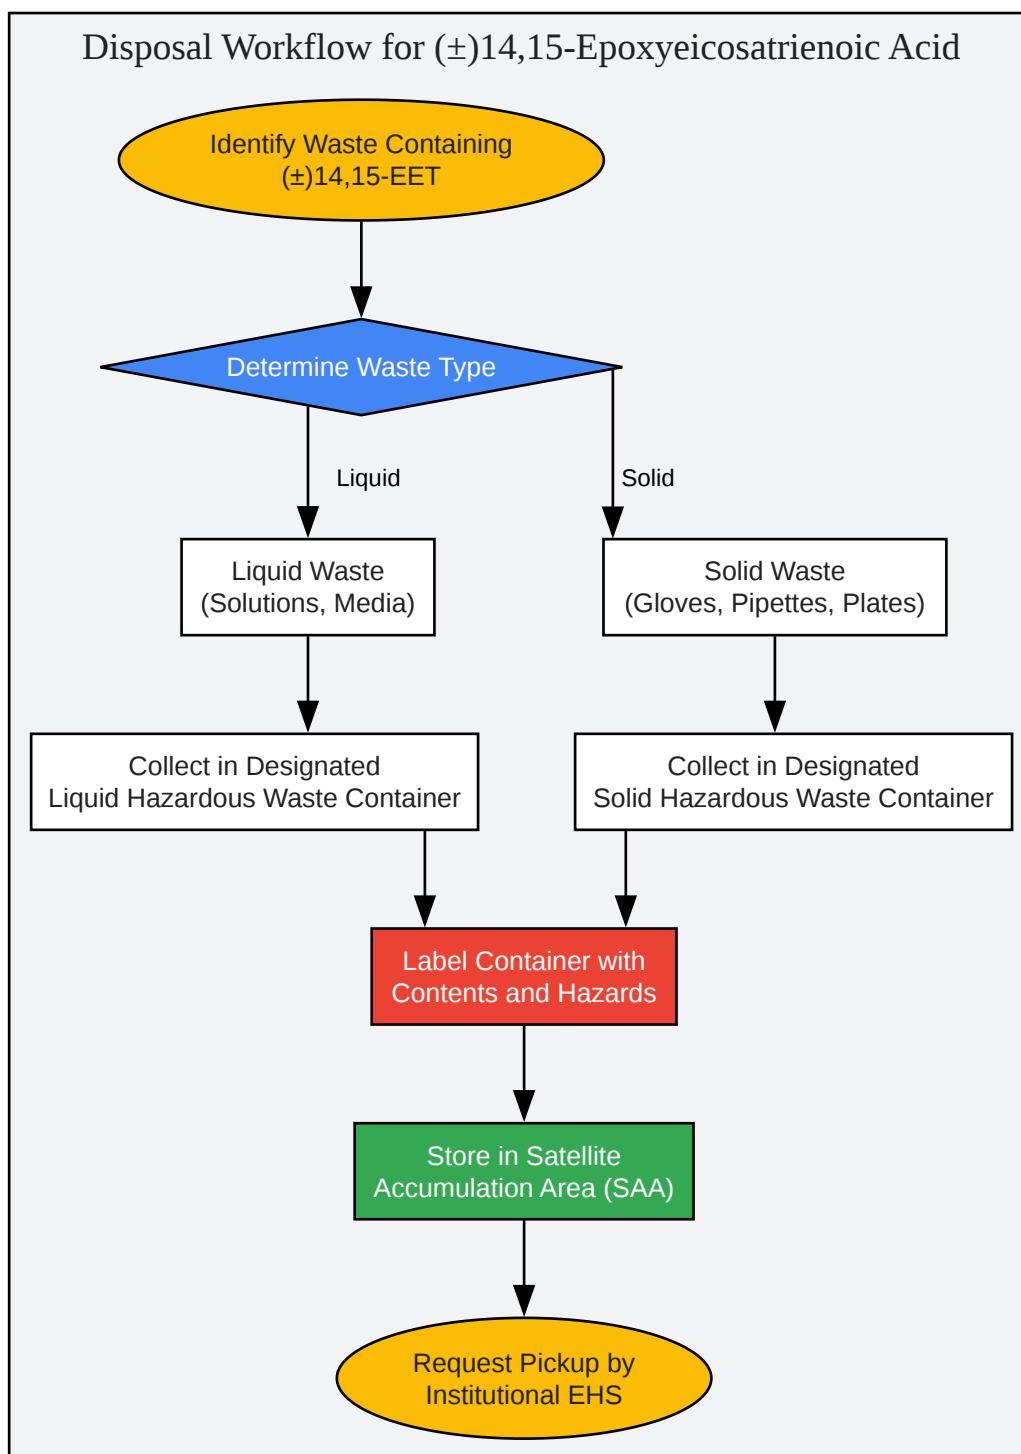 Disposal Workflow for (±)14,15-Epoxyeicosatrienoic Acid
Identify Waste Containing
(±)14,15-EET
Determine Waste Type
Liquid
Solid
Liquid Waste
(Solutions, Media)
Solid Waste
(Gloves, Pipettes, Plates)
Collect in Designated
Liquid Hazardous Waste Container
Collect in Designated
Solid Hazardous Waste Container
Label Container with
Contents and Hazards
Store in Satellite
Accumulation Area (SAA)
Request Pickup by
Institutional EHS